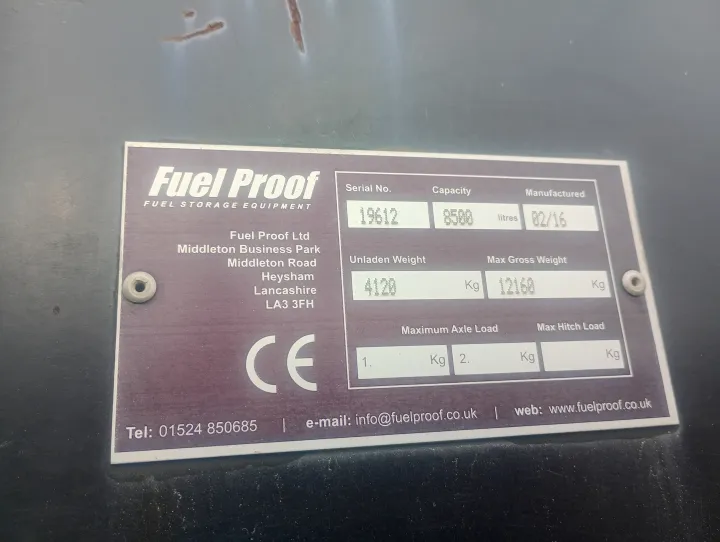 Fuel Proof
FUEL STORAGE EQUIPMENT
Fuel Proof Ltd
Middleton Business Park
Middleton Road
Heysham
Lancashire
LA3 3FH
CE
Serial No. Capacity Manufactured
19612 8500 litres 02/16
Unladen Weight Max Gross Weight
4120 Kg 12160 Kg
Maximum Axle Load Max Hitch Load
1. Kg 2. Kg Kg
Tel: 01524 850685 | e-mail: info@fuelproof.co.uk | web: www.fuelproof.co.uk